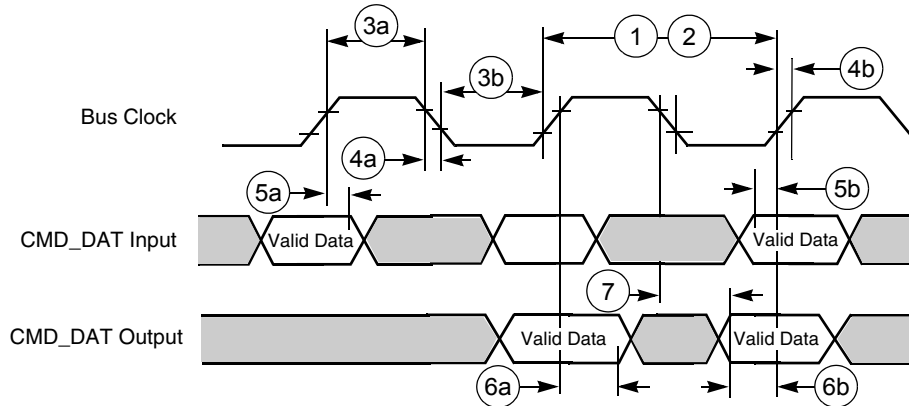 3a
1
2
3b
4b
Bus Clock
4a
5a
5b
CMD_DAT Input
Valid Data
Valid Data
7
CMD_DAT Output
Valid Data
Valid Data
6a
6b